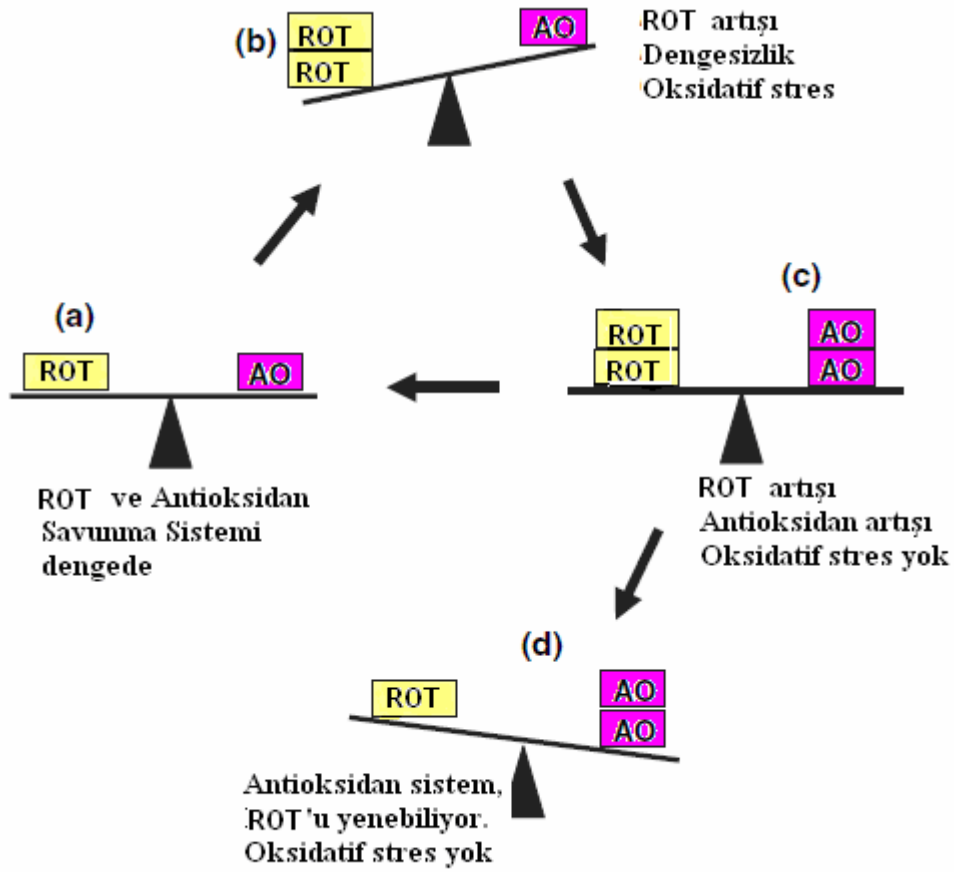 (b)
ROT
ROT
AO
ROT artışı
Dengesizlik
Oksidatif stres
(a)
ROT
AO
ROT ve Antioksidan
Savunma Sistemi
dengede
(c)
ROT
ROT
AO
AO
ROT artışı
Antioksidan artışı
Oksidatif stres yok
(d)
ROT
AO
AO
Antioksidan sistem,
ROT'u yenebiliyor.
Oksidatif stres yok